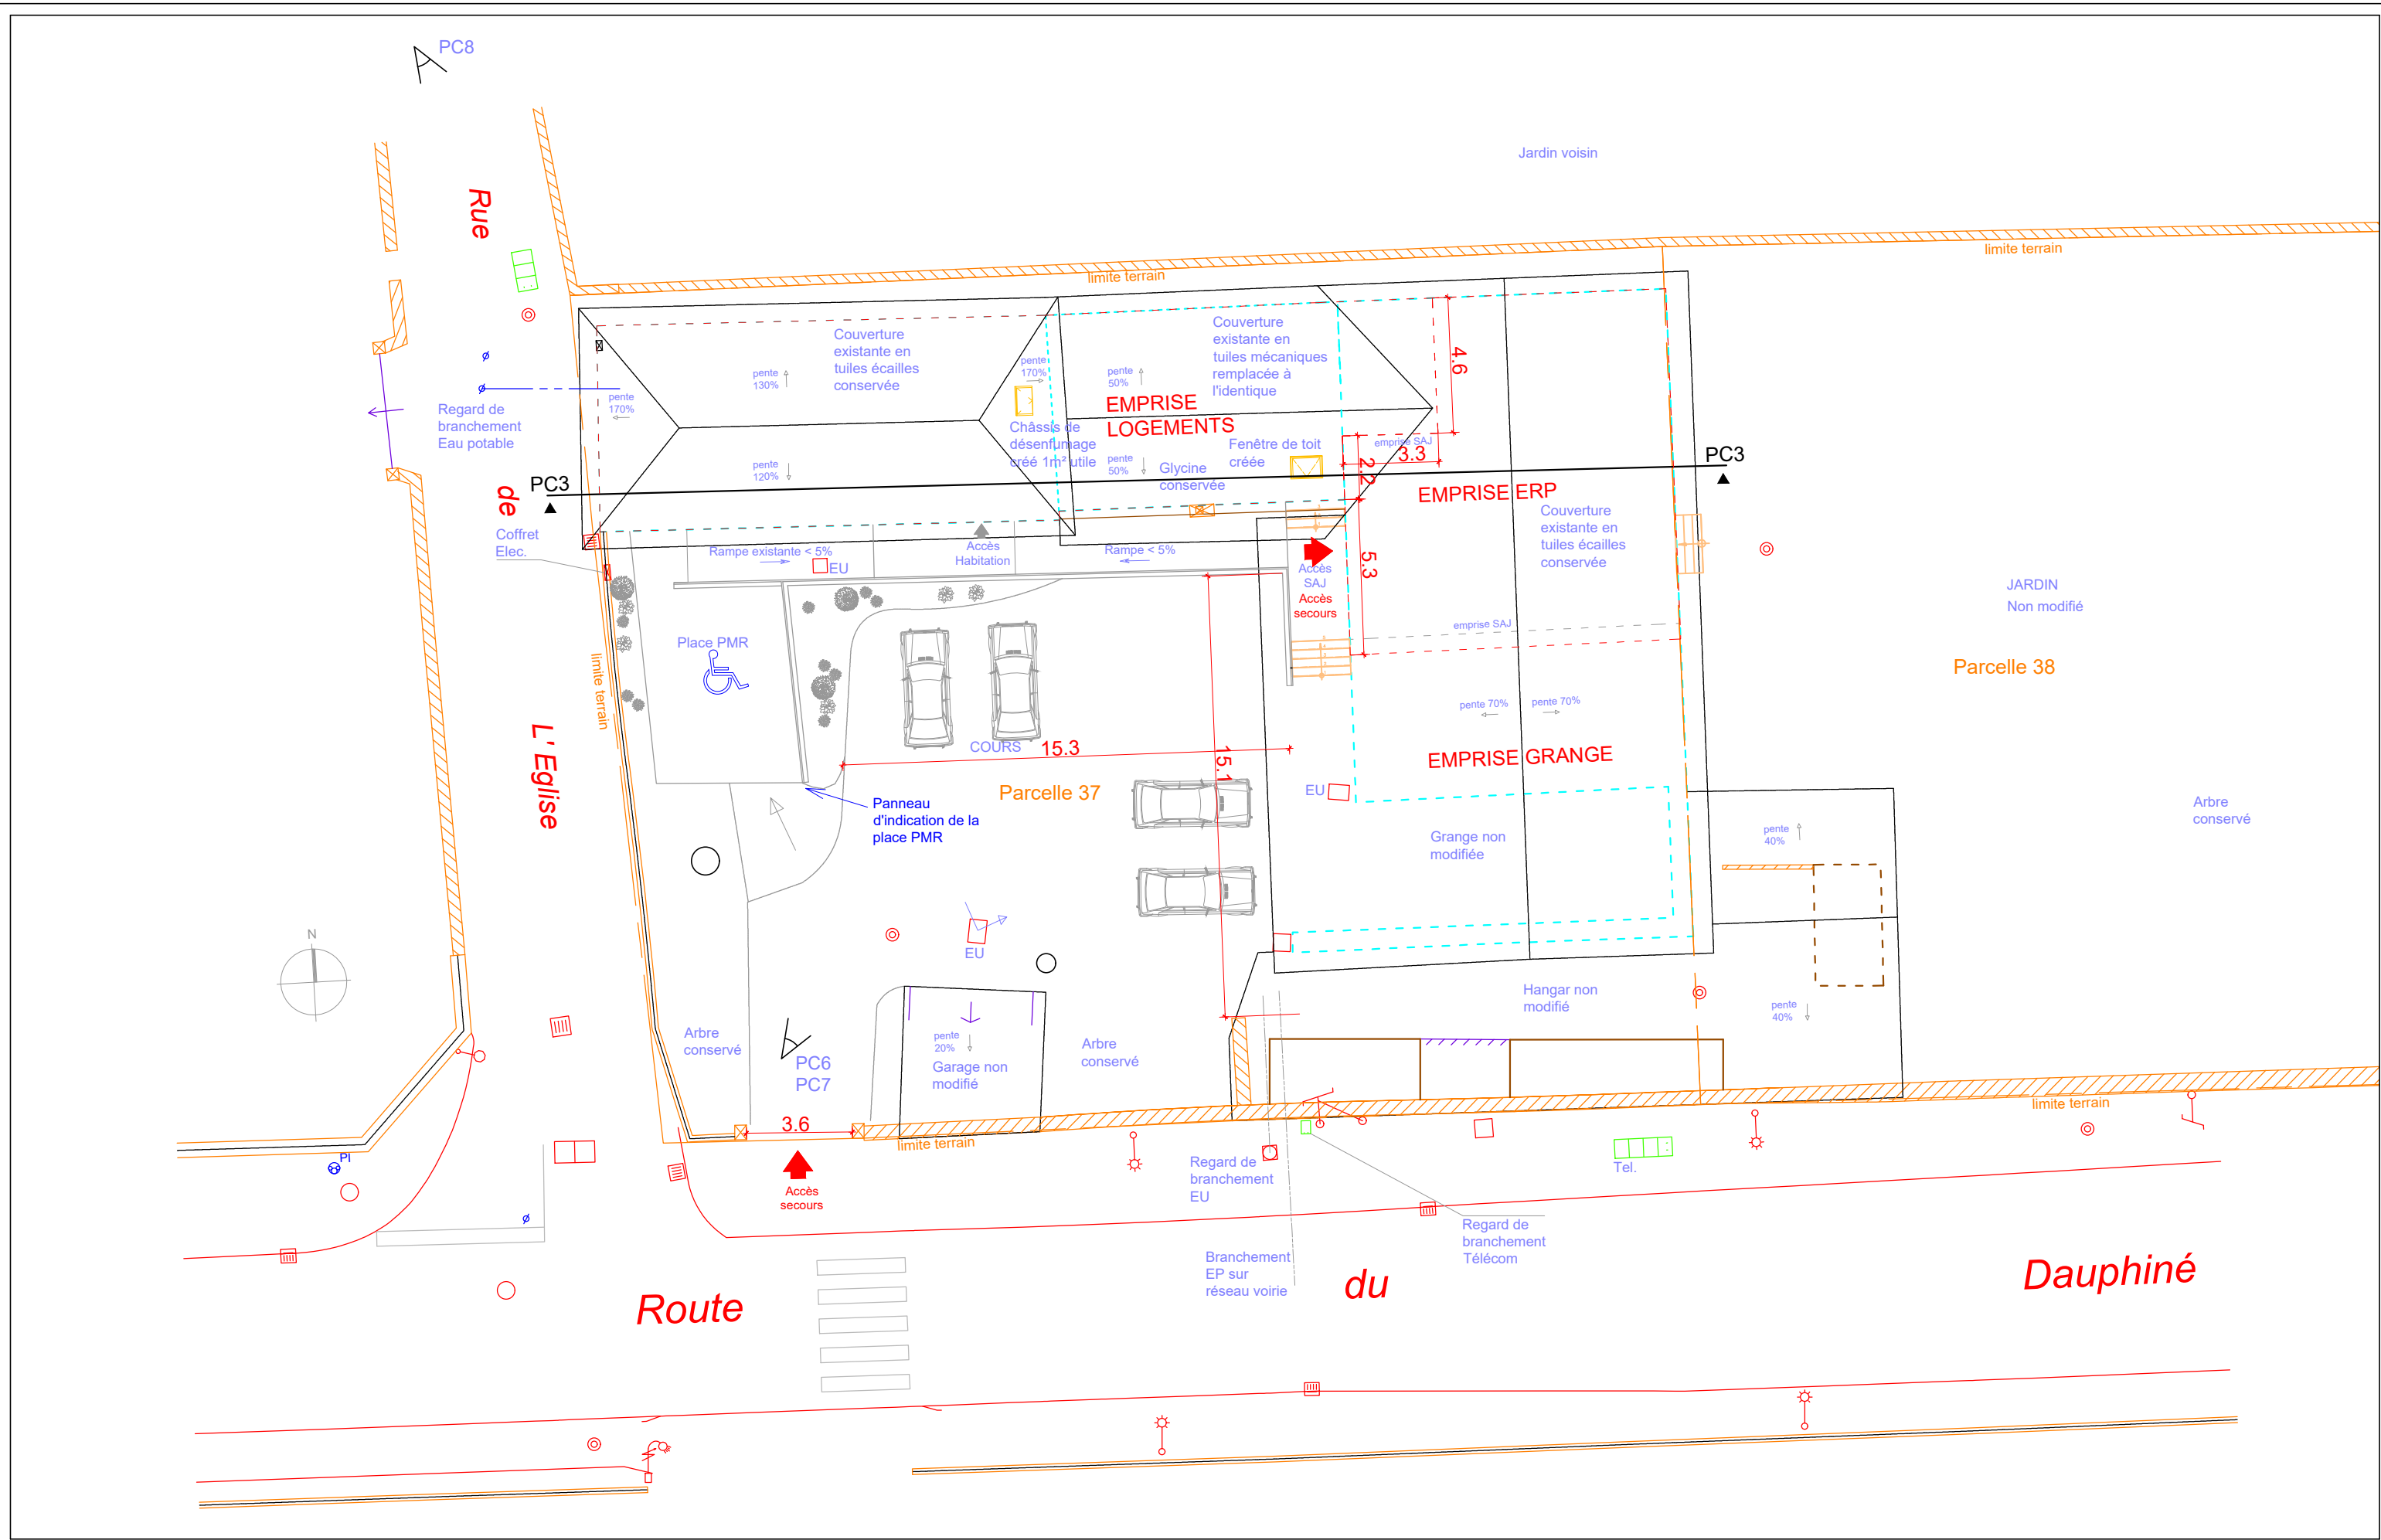 PC8
Jardin voisin
Rue
de
L' Eglise
limite terrain
limite terrain
Couverture
existante en
tuiles écailles
conservée
Couverture
existante en
tuiles mécaniques
remplacée à
l'identique
pente
130%
pente
170%
pente
50%
pente
170%
EMPRISE
LOGEMENTS
4.6
Regard de
branchement
Eau potable
Châssis de
désenfumage
créé 1m² utile
Fenêtre de toit
créée
emprise SAJ
3.3
2.2
pente
120%
pente
50%
Glycine
conservée
PC3
PC3
EMPRISE ERP
Couverture
existante en
tuiles écailles
conservée
Coffret
Elec.
Rampe existante < 5%
EU
Accès
Habitation
Rampe < 5%
Accès
SAJ
Accès
secours
5.3
JARDIN
Non modifié
emprise SAJ
Place PMR
limite terrain
Parcelle 38
pente 70%
pente 70%
COURS
15.3
15.1
EMPRISE GRANGE
Parcelle 37
EU
Panneau
d'indication de la
place PMR
Arbre
conservé
Grange non
modifiée
pente
40%
N
EU
Hangar non
modifié
pente
40%
Arbre
conservé
PC6
PC7
pente
20%
Garage non
modifié
Arbre
conservé
3.6
limite terrain
limite terrain
PI
Accès
secours
Regard de
branchement
EU
Tel.
Regard de
branchement
Télécom
Branchement
EP sur
réseau voirie
Route
du
Dauphiné